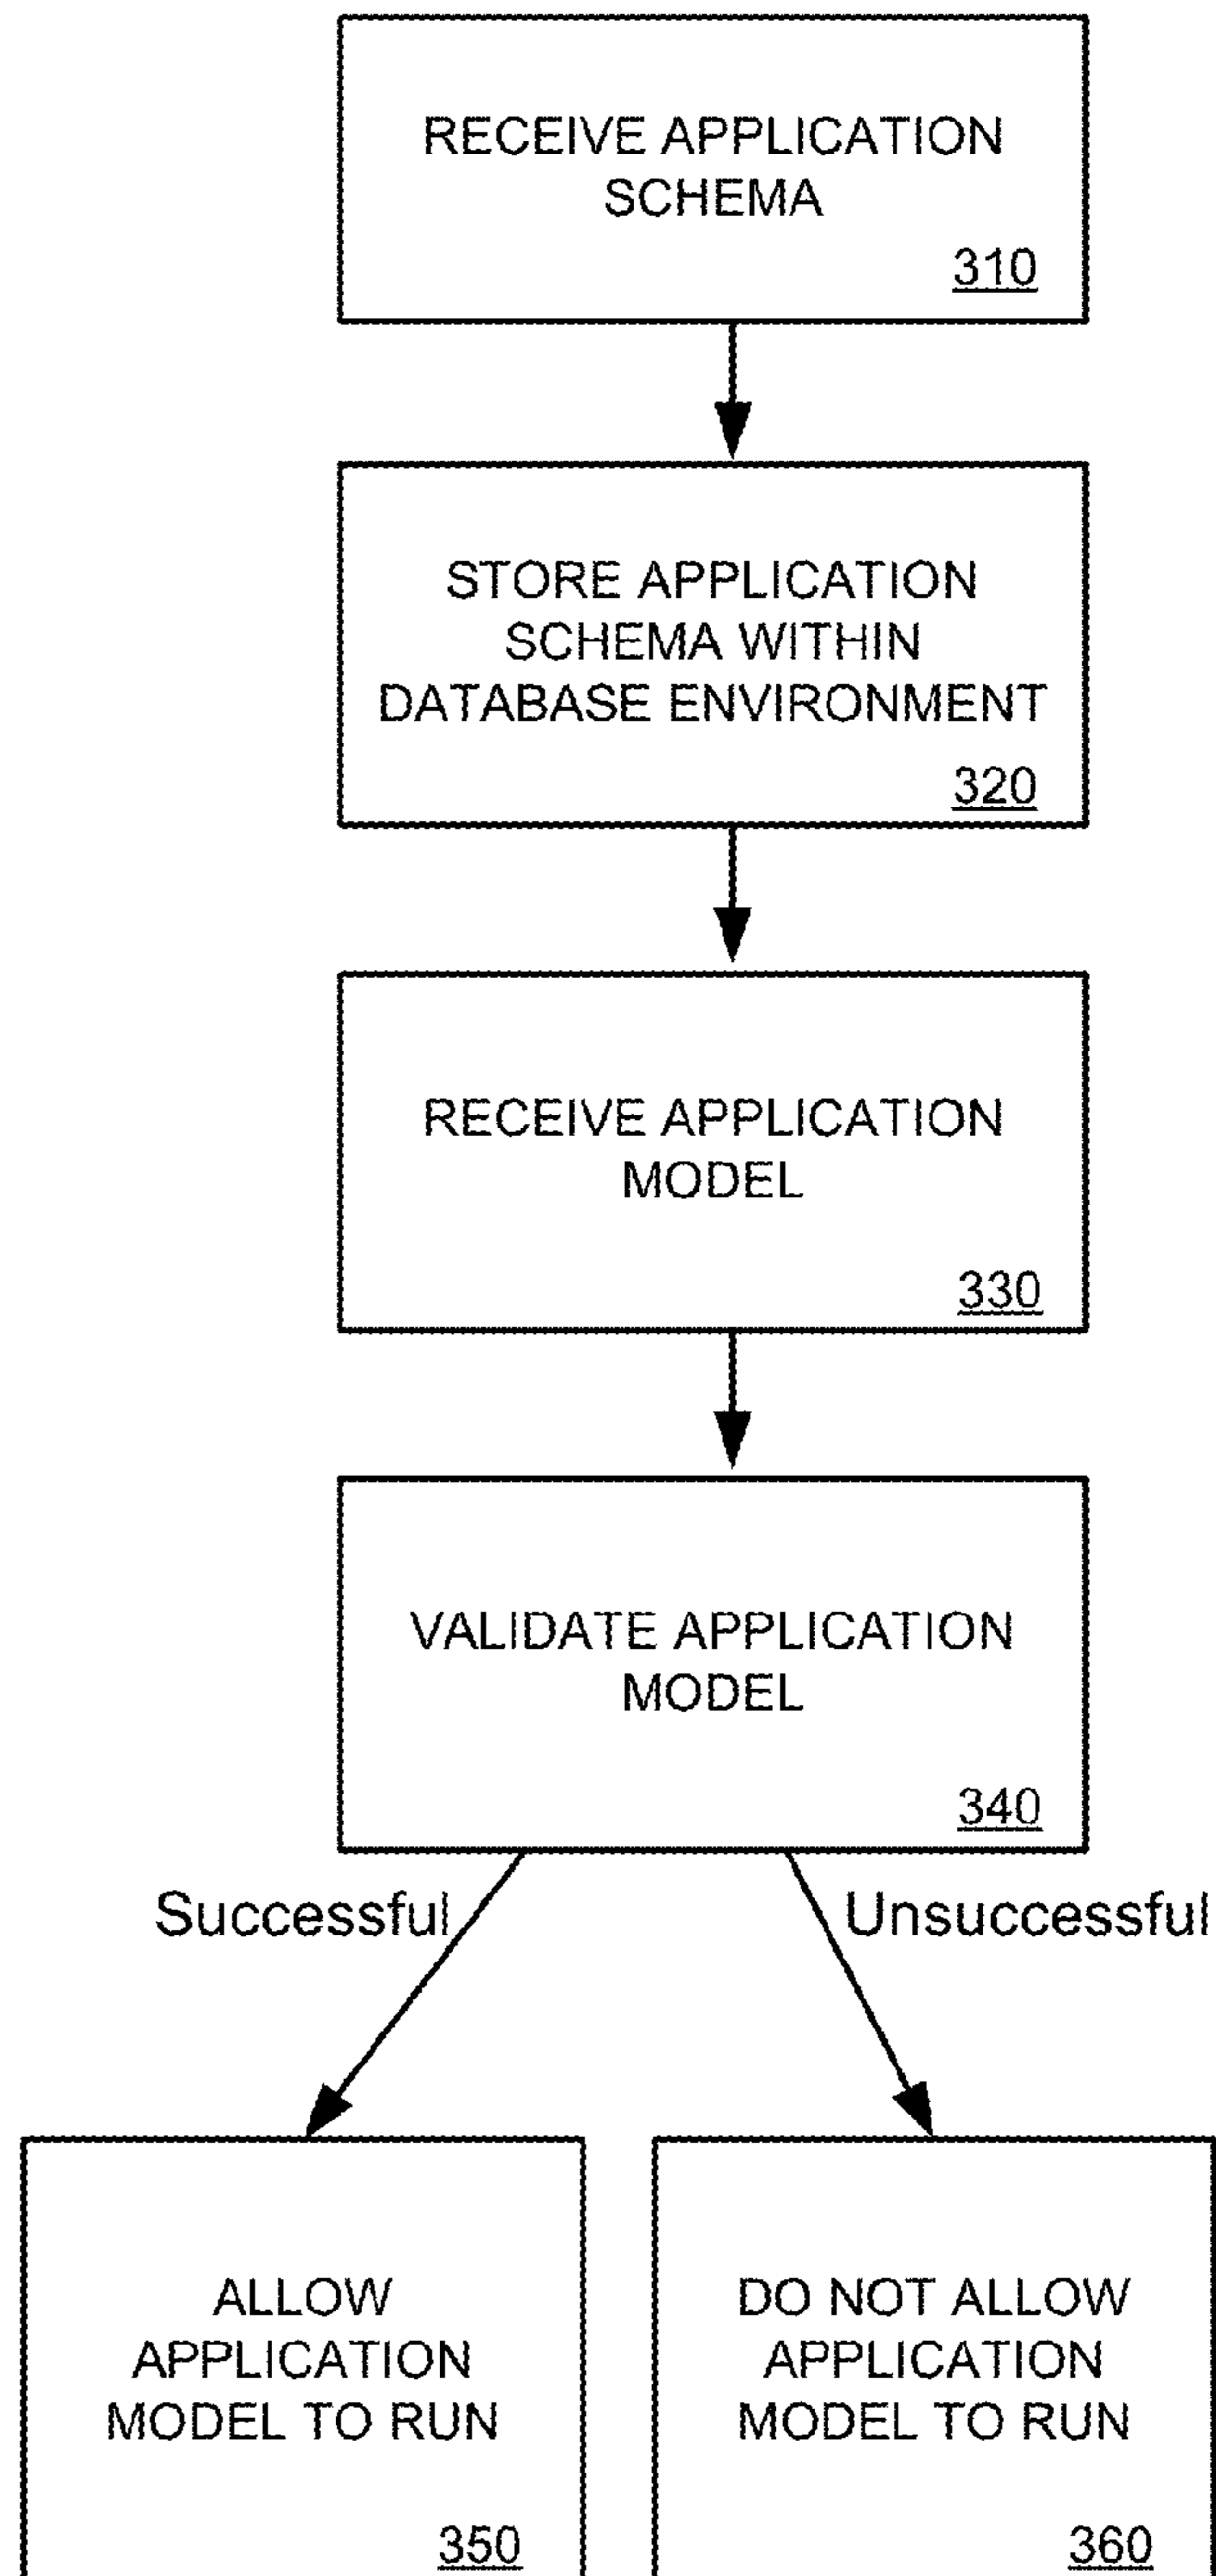 RECEIVE APPLICATION
SCHEMA
310
STORE APPLICATION
SCHEMA WITHIN
DATABASE ENVIRONMENT
320
RECEIVE APPLICATION
MODEL
330
VALIDATE APPLICATION
MODEL
340
Successful
Unsuccessful
ALLOW
APPLICATION
MODEL TO RUN
350
DO NOT ALLOW
APPLICATION
MODEL TO RUN
360